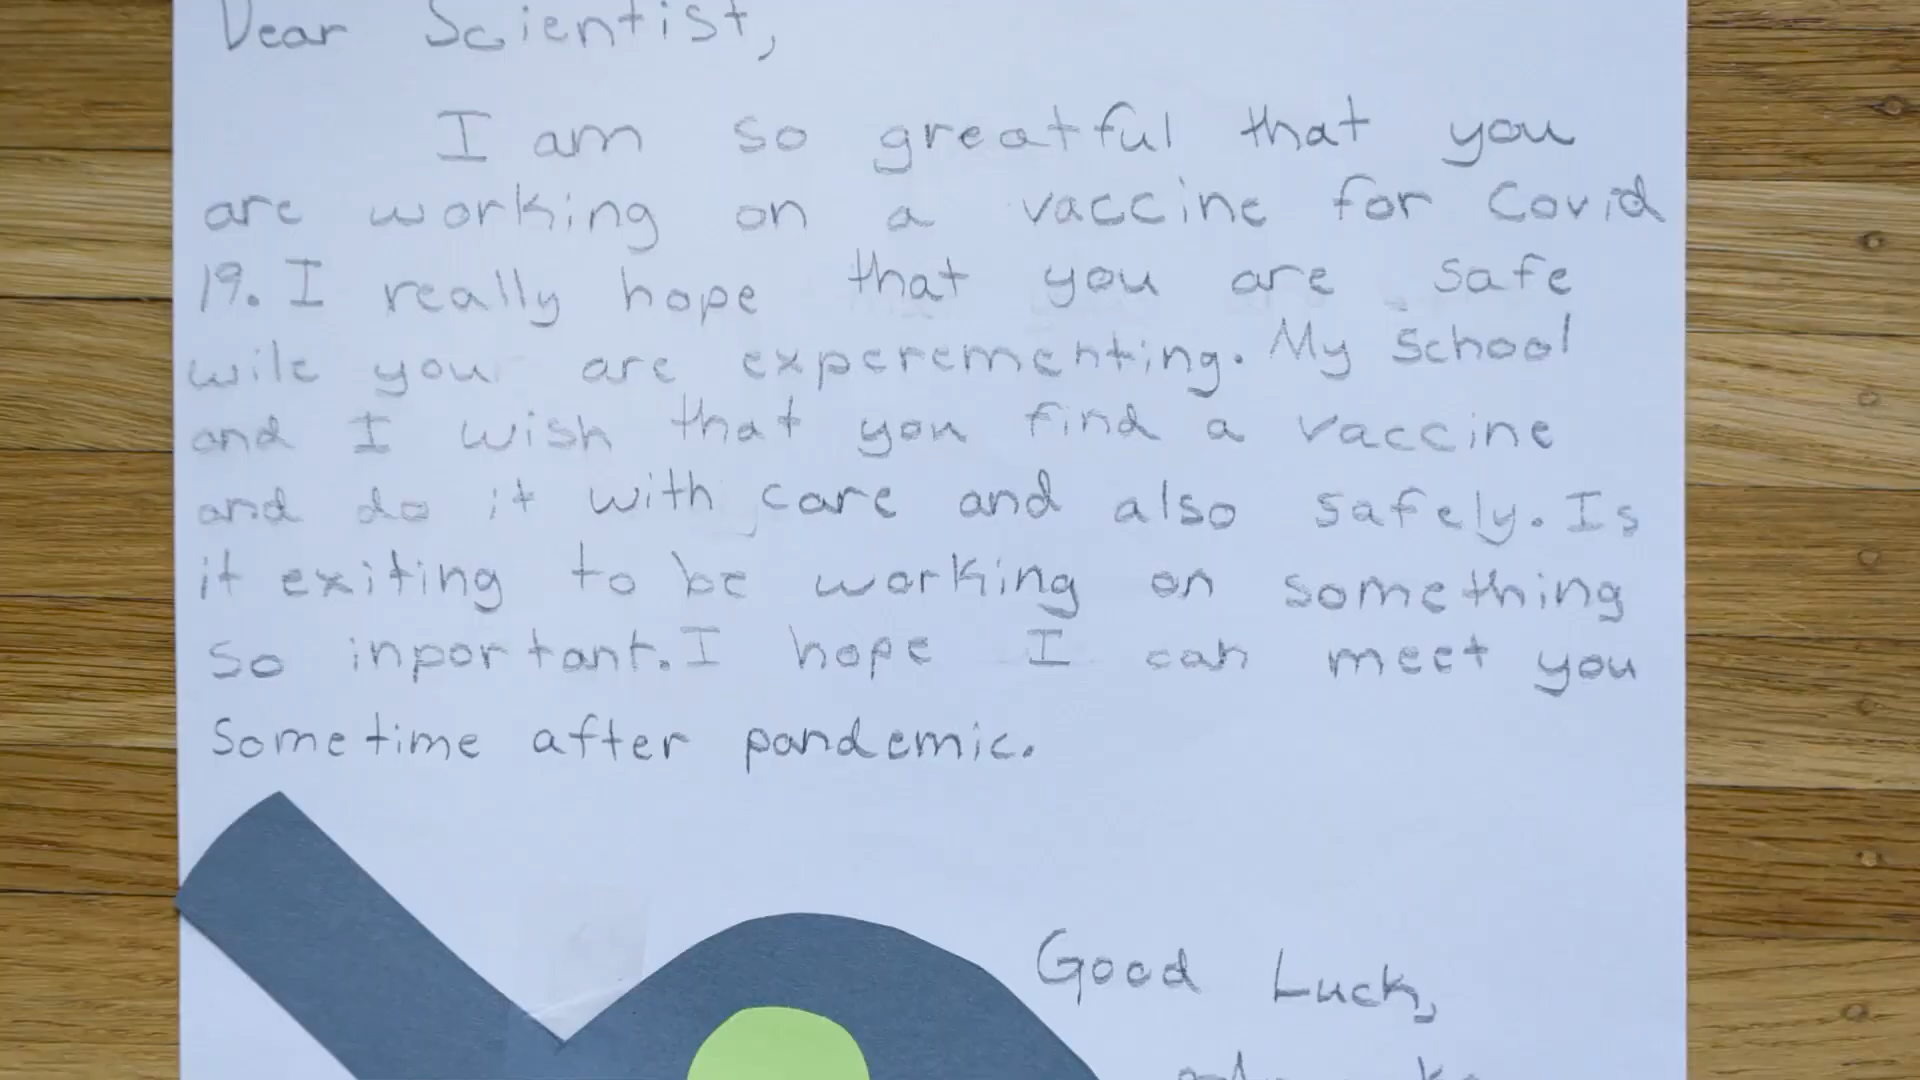 Dear Scientist,
I am so greatful that you
are working on a vaccine for Covid
19. I really hope that you are safe
wile you are experementing. My School
and I wish that you find a vaccine
and do it with care and also safely. Is
it exiting to be working on something
so inportant. I hope I can meet you
sometime after pandemic.
Good Luck,